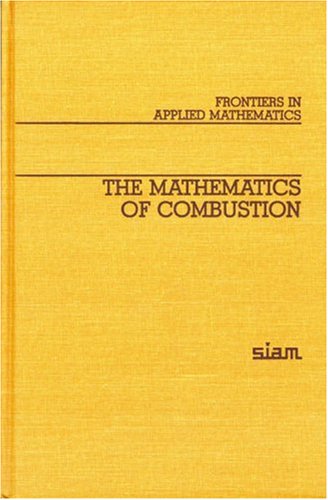 FRONTIERS IN
APPLIED MATHEMATICS
THE MATHEMATICS
OF COMBUSTION
siam